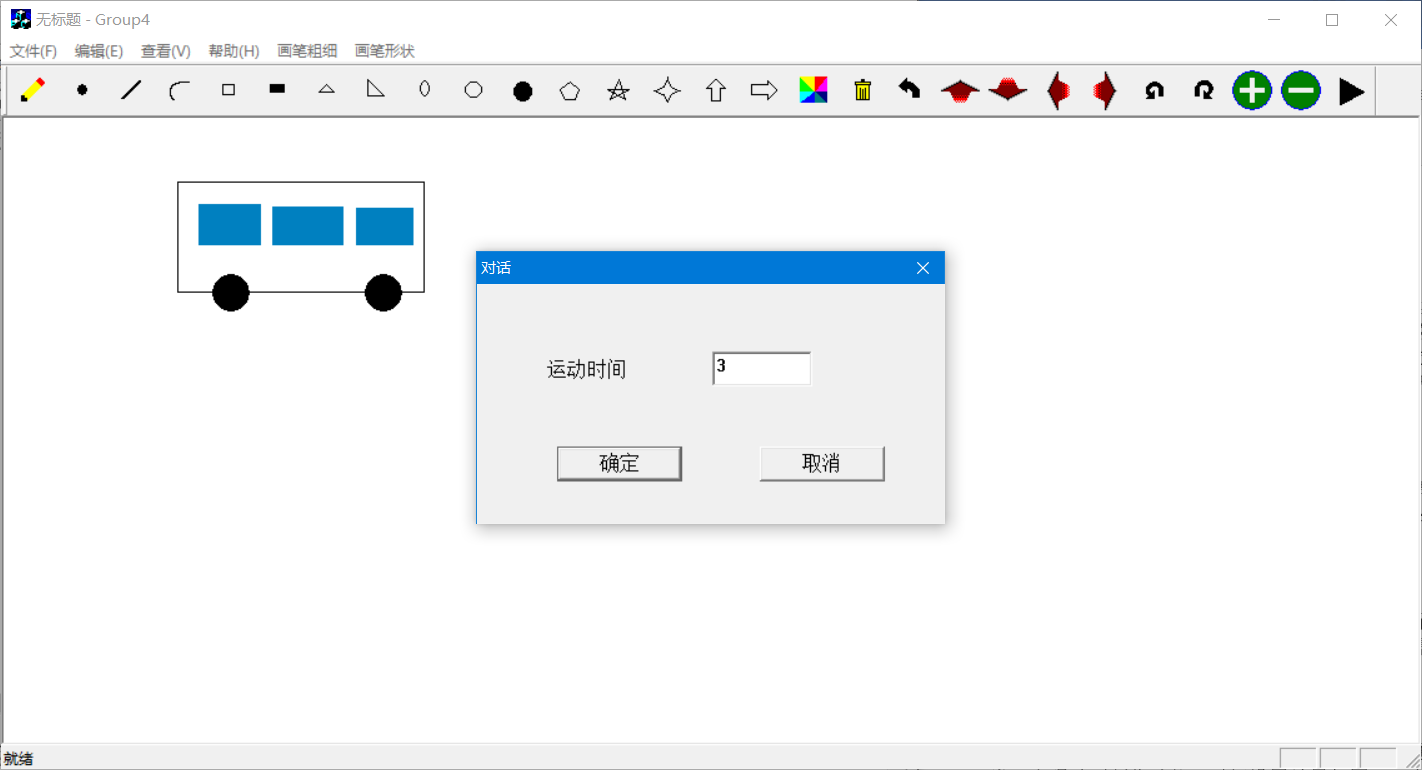 无标题 - Group4
文件(F) 编辑(E) 查看(V) 帮助(H) 画笔粗细 画笔形状
对话
运动时间 3
确定 取消
就绪